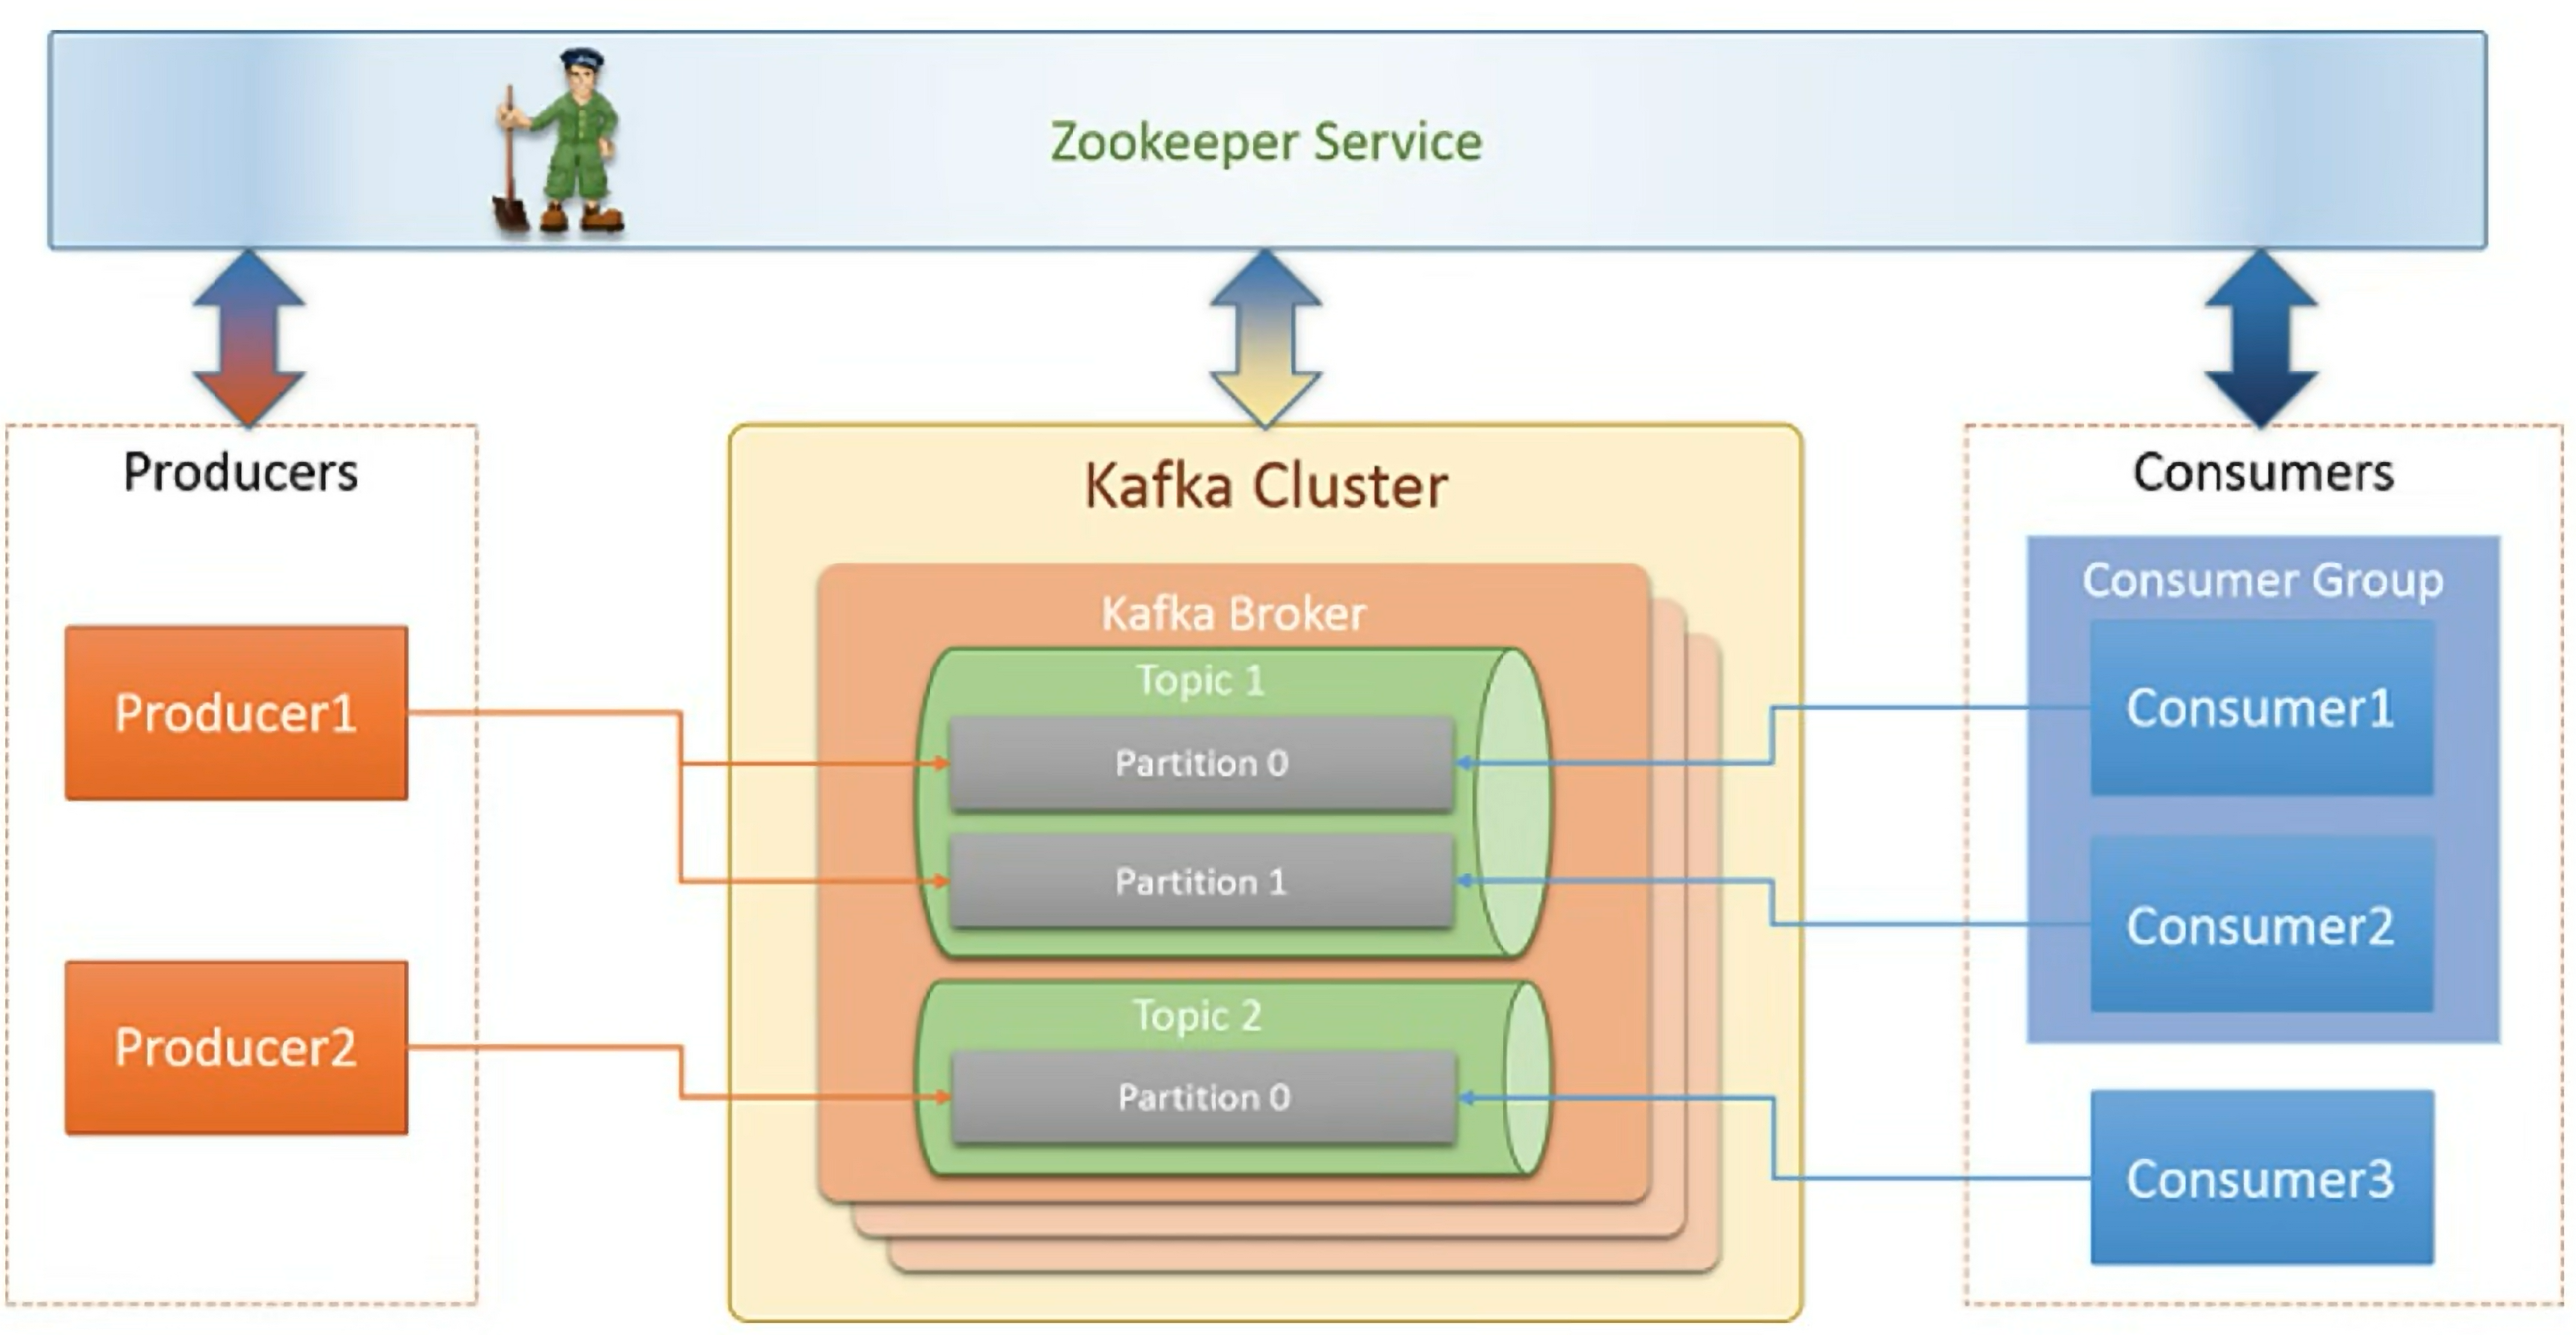 Zookeeper Service
Producers
Producer1
Producer2
Kafka Cluster
Kafka Broker
Topic 1
Partition 0
Partition 1
Topic 2
Partition 0
Consumers
Consumer Group
Consumer1
Consumer2
Consumer3